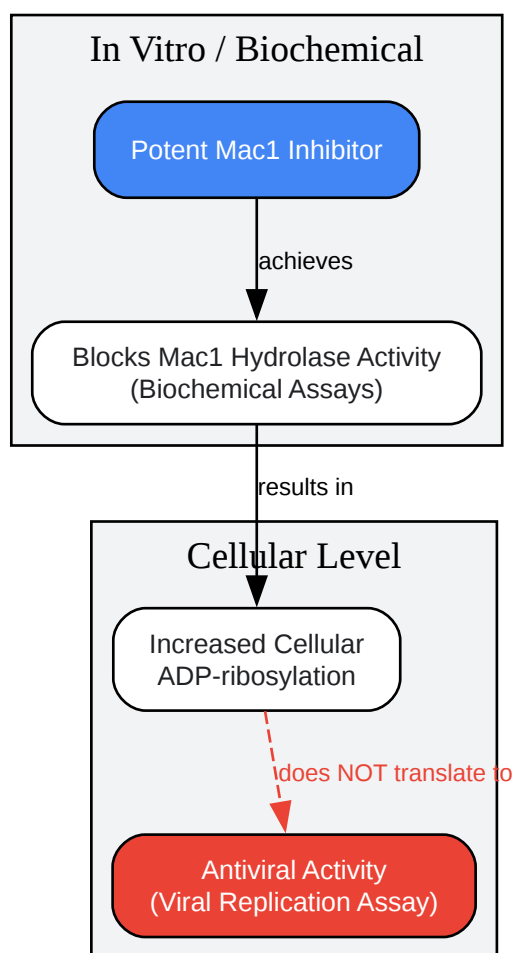 In Vitro / Biochemical
Potent Mac1 Inhibitor
achieves
Blocks Mac1 Hydrolase Activity
(Biochemical Assays)
results in
Cellular Level
Increased Cellular
ADP-ribosylation
does NOT translate to
Antiviral Activity
(Viral Replication Assay)